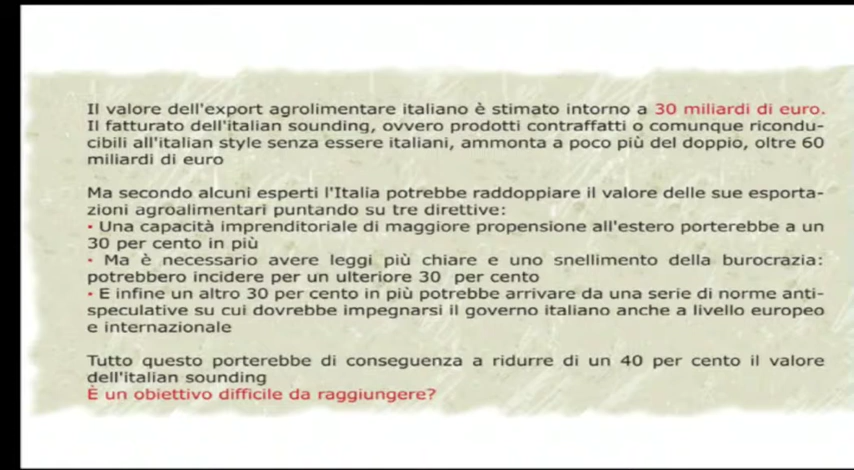 Il valore dell'export agrolimentare italiano è stimato intorno a 30 miliardi di euro.
Il fatturato dell'italian sounding, ovvero prodotti contraffatti o comunque ricondu-
cibili all'italian style senza essere italiani, ammonta a poco più del doppio, oltre 60
miliardi di euro
Ma secondo alcuni esperti l'Italia potrebbe raddoppiare il valore delle sue esporta-
zioni agroalimentari puntando su tre direttive:
• Una capacità imprenditoriale di maggiore propensione all'estero porterebbe a un
30 per cento in più
• Ma è necessario avere leggi più chiare e uno snellimento della burocrazia:
potrebbero incidere per un ulteriore 30 per cento
• E infine un altro 30 per cento in più potrebbe arrivare da una serie di norme anti-
speculative su cui dovrebbe impegnarsi il governo italiano anche a livello europeo
e internazionale
Tutto questo porterebbe di conseguenza a ridurre di un 40 per cento il valore
dell'italian sounding
È un obiettivo difficile da raggiungere?